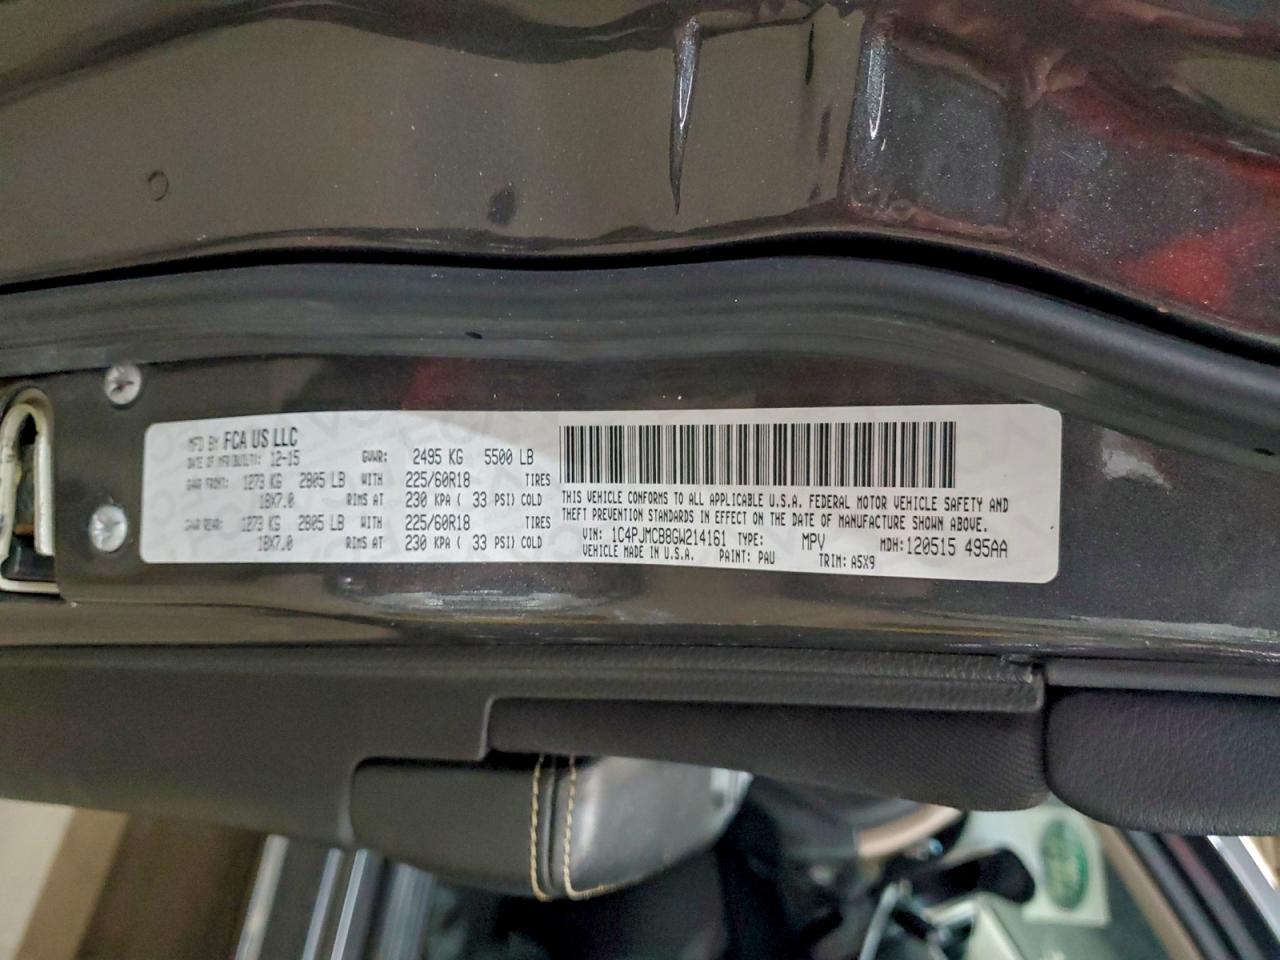 MFD BY FCA US LLC
DATE OF MFR(BUILT): 12-15 GVWR: 2495 KG 5500 LB
GAWR FRONT: 1273 KG 2805 LB WITH 225/60R18 TIRES
18X7.0 RIMS AT 230 KPA ( 33 PSI) COLD
GAWR REAR: 1273 KG 2805 LB WITH 225/60R18 TIRES
18X7.0 RIMS AT 230 KPA ( 33 PSI) COLD
THIS VEHICLE CONFORMS TO ALL APPLICABLE U.S.A. FEDERAL MOTOR VEHICLE SAFETY AND
THEFT PREVENTION STANDARDS IN EFFECT ON THE DATE OF MANUFACTURE SHOWN ABOVE.
VIN: 1C4PJMCB8GW214161 TYPE: MPV MDH: 120515 495AA
VEHICLE MADE IN U.S.A. PAINT: PAU TRIM: A5X9